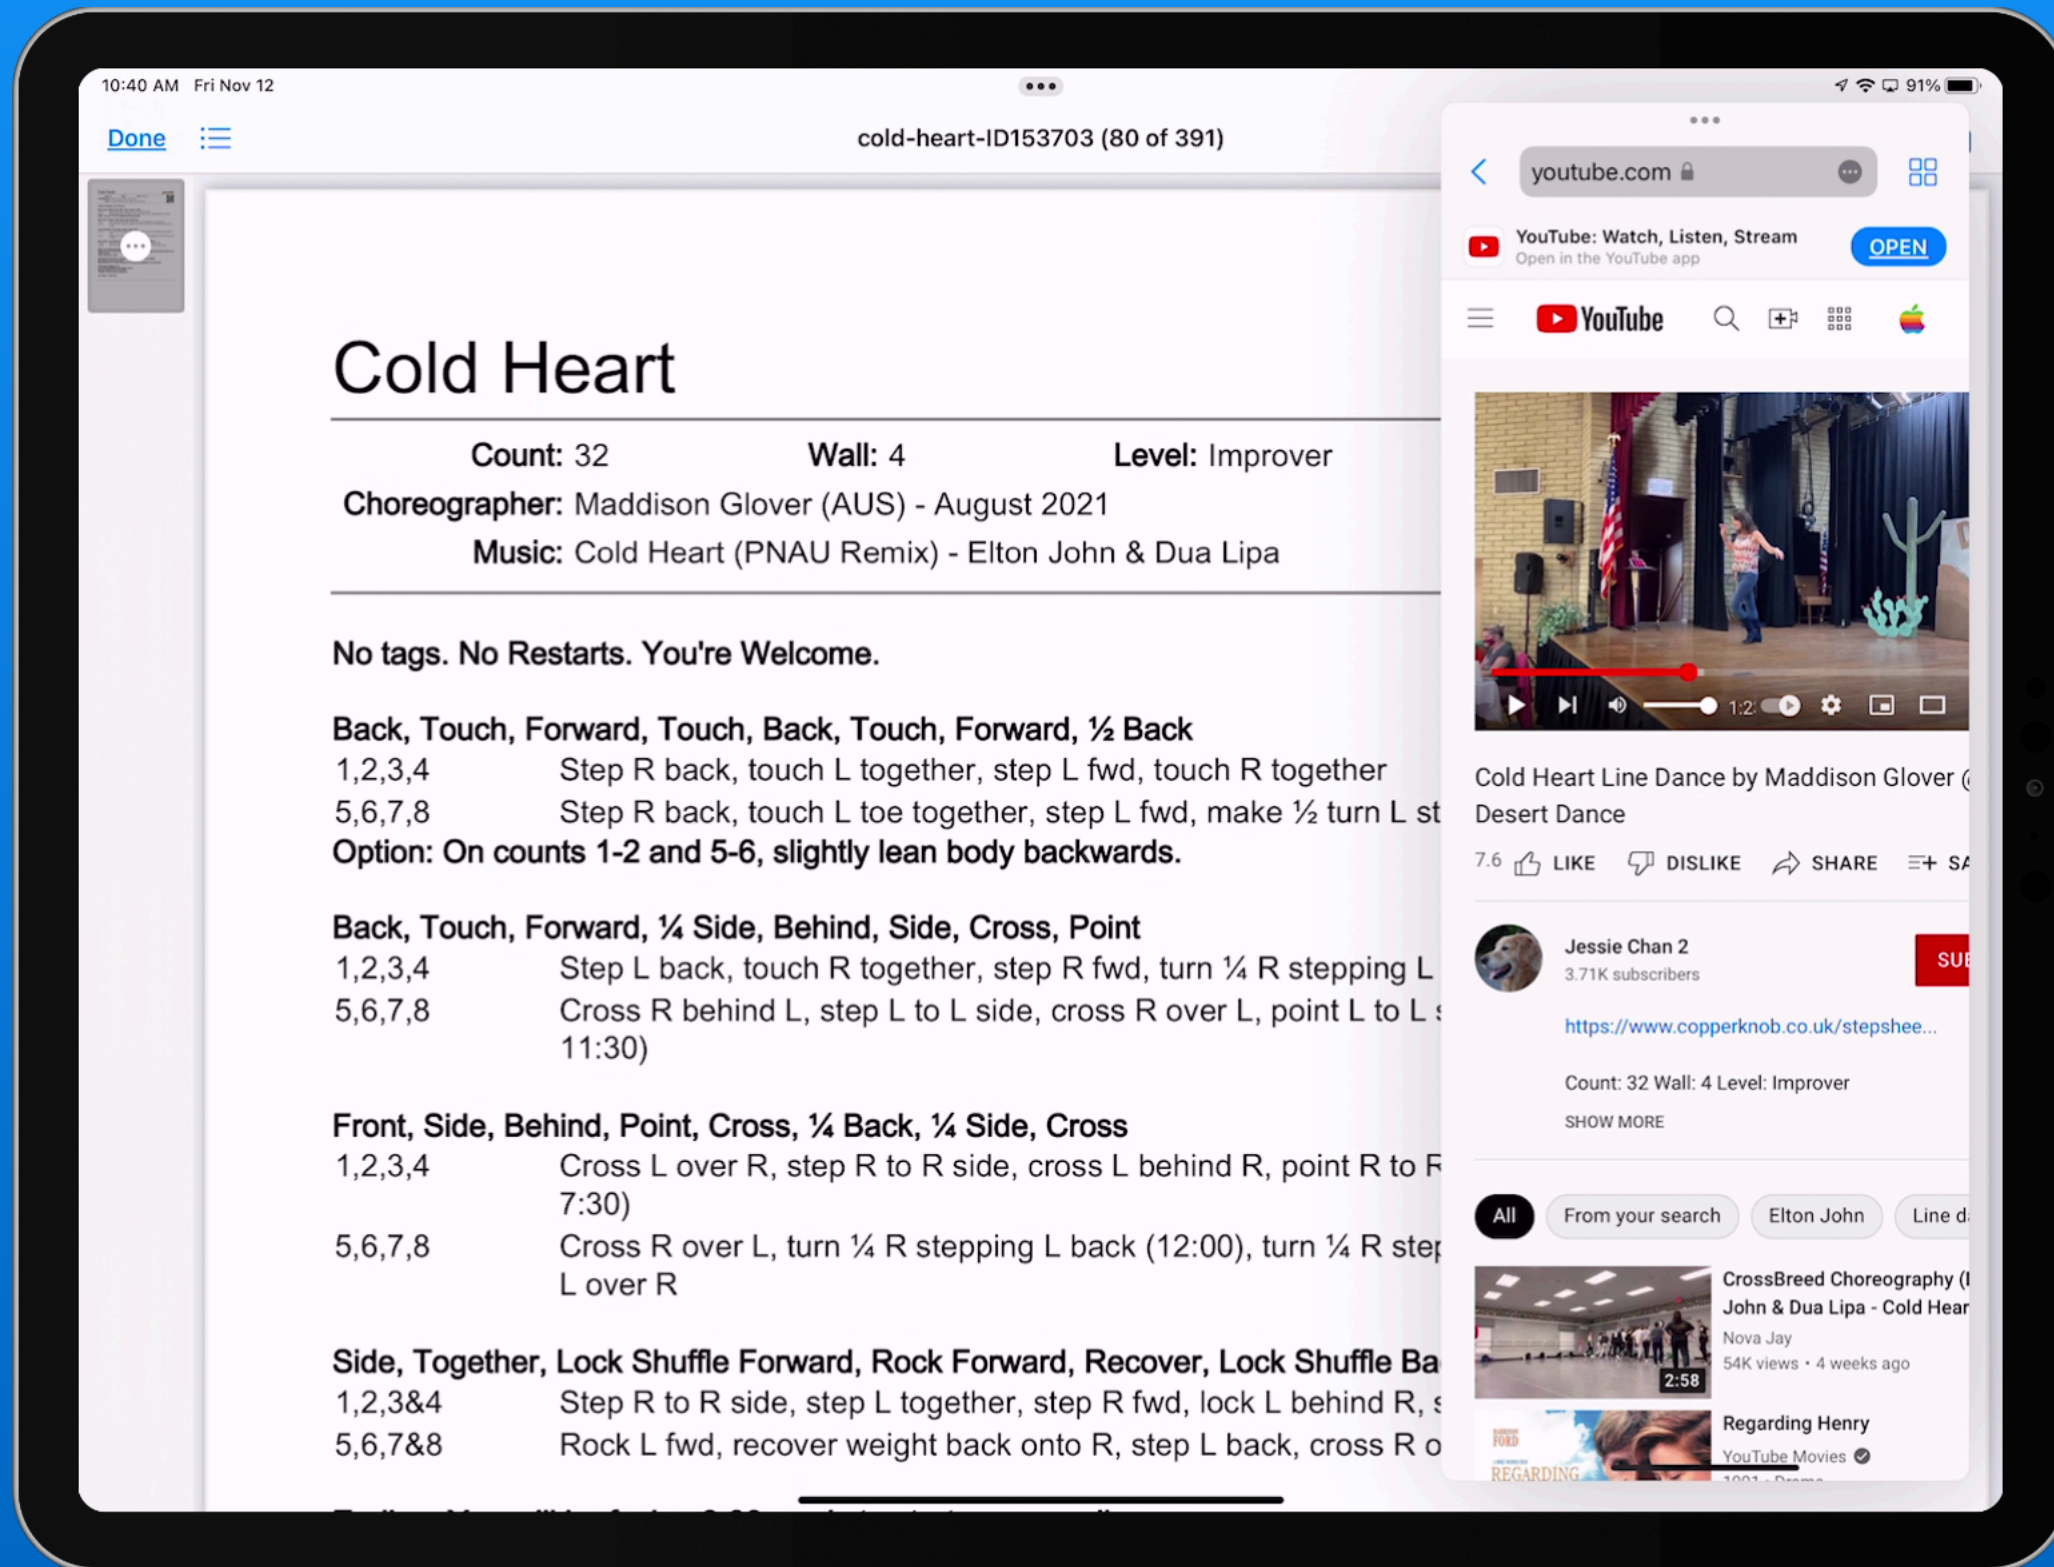 10:40 AM Fri Nov 12
91%
Done
cold-heart-ID153703 (80 of 391)
Cold Heart
Count: 32 Wall: 4 Level: Improver
Choreographer: Maddison Glover (AUS) - August 2021
Music: Cold Heart (PNAU Remix) - Elton John & Dua Lipa
No tags. No Restarts. You're Welcome.
Back, Touch, Forward, Touch, Back, Touch, Forward, ½ Back
1,2,3,4 Step R back, touch L together, step L fwd, touch R together
5,6,7,8 Step R back, touch L toe together, step L fwd, make ½ turn L st
Option: On counts 1-2 and 5-6, slightly lean body backwards.
Back, Touch, Forward, ¼ Side, Behind, Side, Cross, Point
1,2,3,4 Step L back, touch R together, step R fwd, turn ¼ R stepping L
5,6,7,8 Cross R behind L, step L to L side, cross R over L, point L to L
11:30)
Front, Side, Behind, Point, Cross, ¼ Back, ¼ Side, Cross
1,2,3,4 Cross L over R, step R to R side, cross L behind R, point R to R
7:30)
5,6,7,8 Cross R over L, turn ¼ R stepping L back (12:00), turn ¼ R step
L over R
Side, Together, Lock Shuffle Forward, Rock Forward, Recover, Lock Shuffle Ba
1,2,3&4 Step R to R side, step L together, step R fwd, lock L behind R,
5,6,7&8 Rock L fwd, recover weight back onto R, step L back, cross R o
youtube.com
YouTube: Watch, Listen, Stream
Open in the YouTube app
OPEN
YouTube
1:2
Cold Heart Line Dance by Maddison Glover @
Desert Dance
7.6 LIKE DISLIKE SHARE SA
Jessie Chan 2
3.71K subscribers
SUB
https://www.copperknob.co.uk/stepshee...
Count: 32 Wall: 4 Level: Improver
SHOW MORE
All From your search Elton John Line da
CrossBreed Choreography (
John & Dua Lipa - Cold Hear
Nova Jay
54K views • 4 weeks ago
2:58
Regarding Henry
YouTube Movies
REGARDING